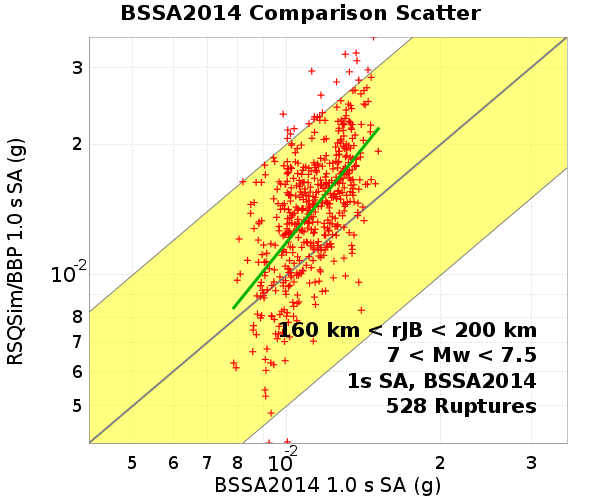 BSSA2014 Comparison Scatter
RSQSim/BBP 1.0 s SA (g)
3
2
10^-2
8
7
6
5
160 km < rJB < 200 km
7 < Mw < 7.5
1s SA, BSSA2014
528 Ruptures
5 6 7 8 10^-2 2 3
BSSA2014 1.0 s SA (g)